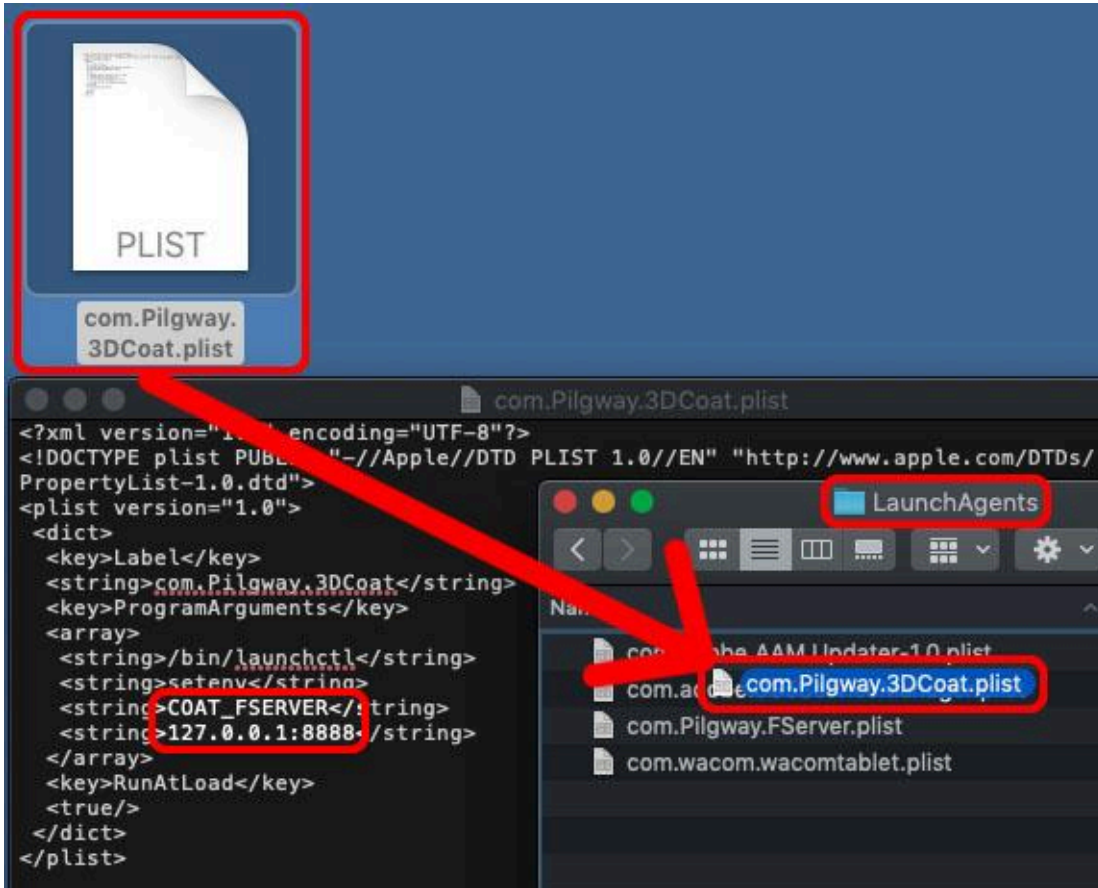 PLIST
com.Pilgway.
3DCoat.plist
com.Pilgway.3DCoat.plist
<?xml version="1. encoding="UTF-8"?>
<!DOCTYPE plist "-//Apple//DTD PLIST 1.0//EN" "http://www.apple.com/DTDs/
PropertyList-1.0.dtd">
<plist version="1.0">
<dict>
<key>Label</key>
<string>com.Pilgway.3DCoat</string>
<key>ProgramArguments</key>
<array>
<string>/bin/launchctl</string>
<string>setenv</string>
<string>COAT_FSERVER</string>
<string>127.0.0.1:8888</string>
</array>
<key>RunAtLoad</key>
<true/>
</dict>
</plist>
LaunchAgents
AAM.Updater-1.0.plist
com.Pilgway.3DCoat.plist
com.Pilgway.FServer.plist
com.wacom.wacomtablet.plist